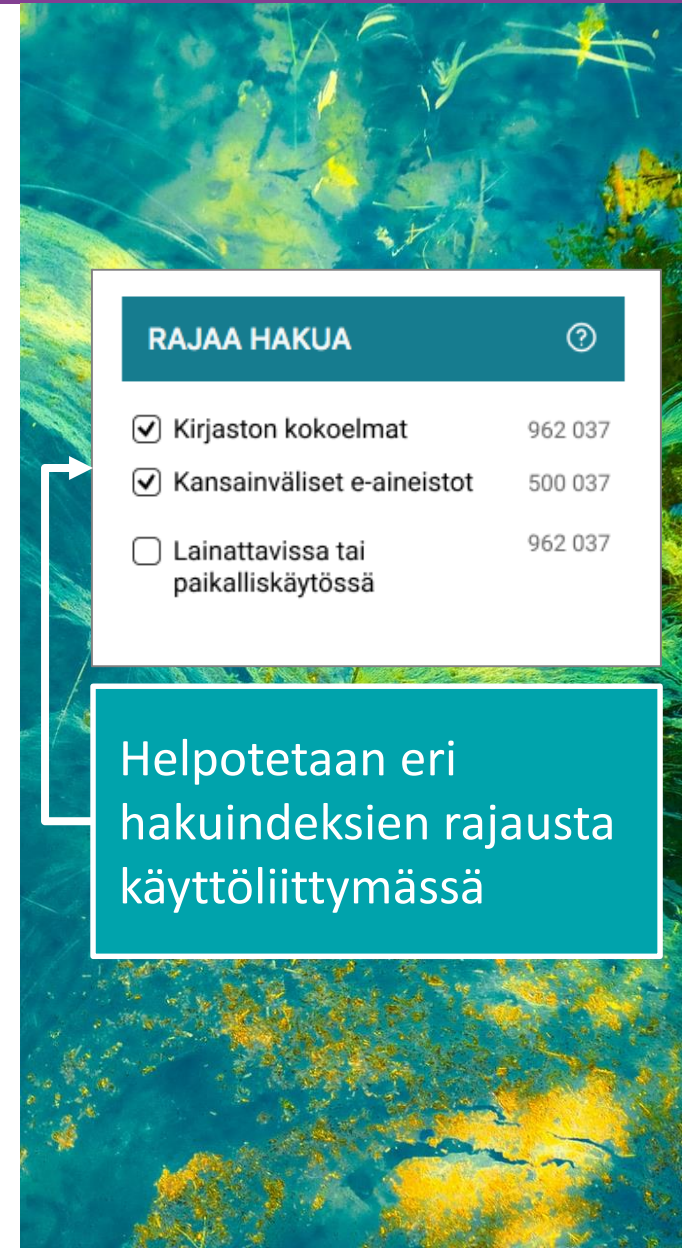 RAJAA HAKUA
Kirjaston kokoelmat 962 037
Kansainväliset e-aineistot 500 037
Lainattavissa tai 962 037
paikalliskäytössä
Helpotetaan eri
hakuindeksien rajausta
käyttöliittymässä